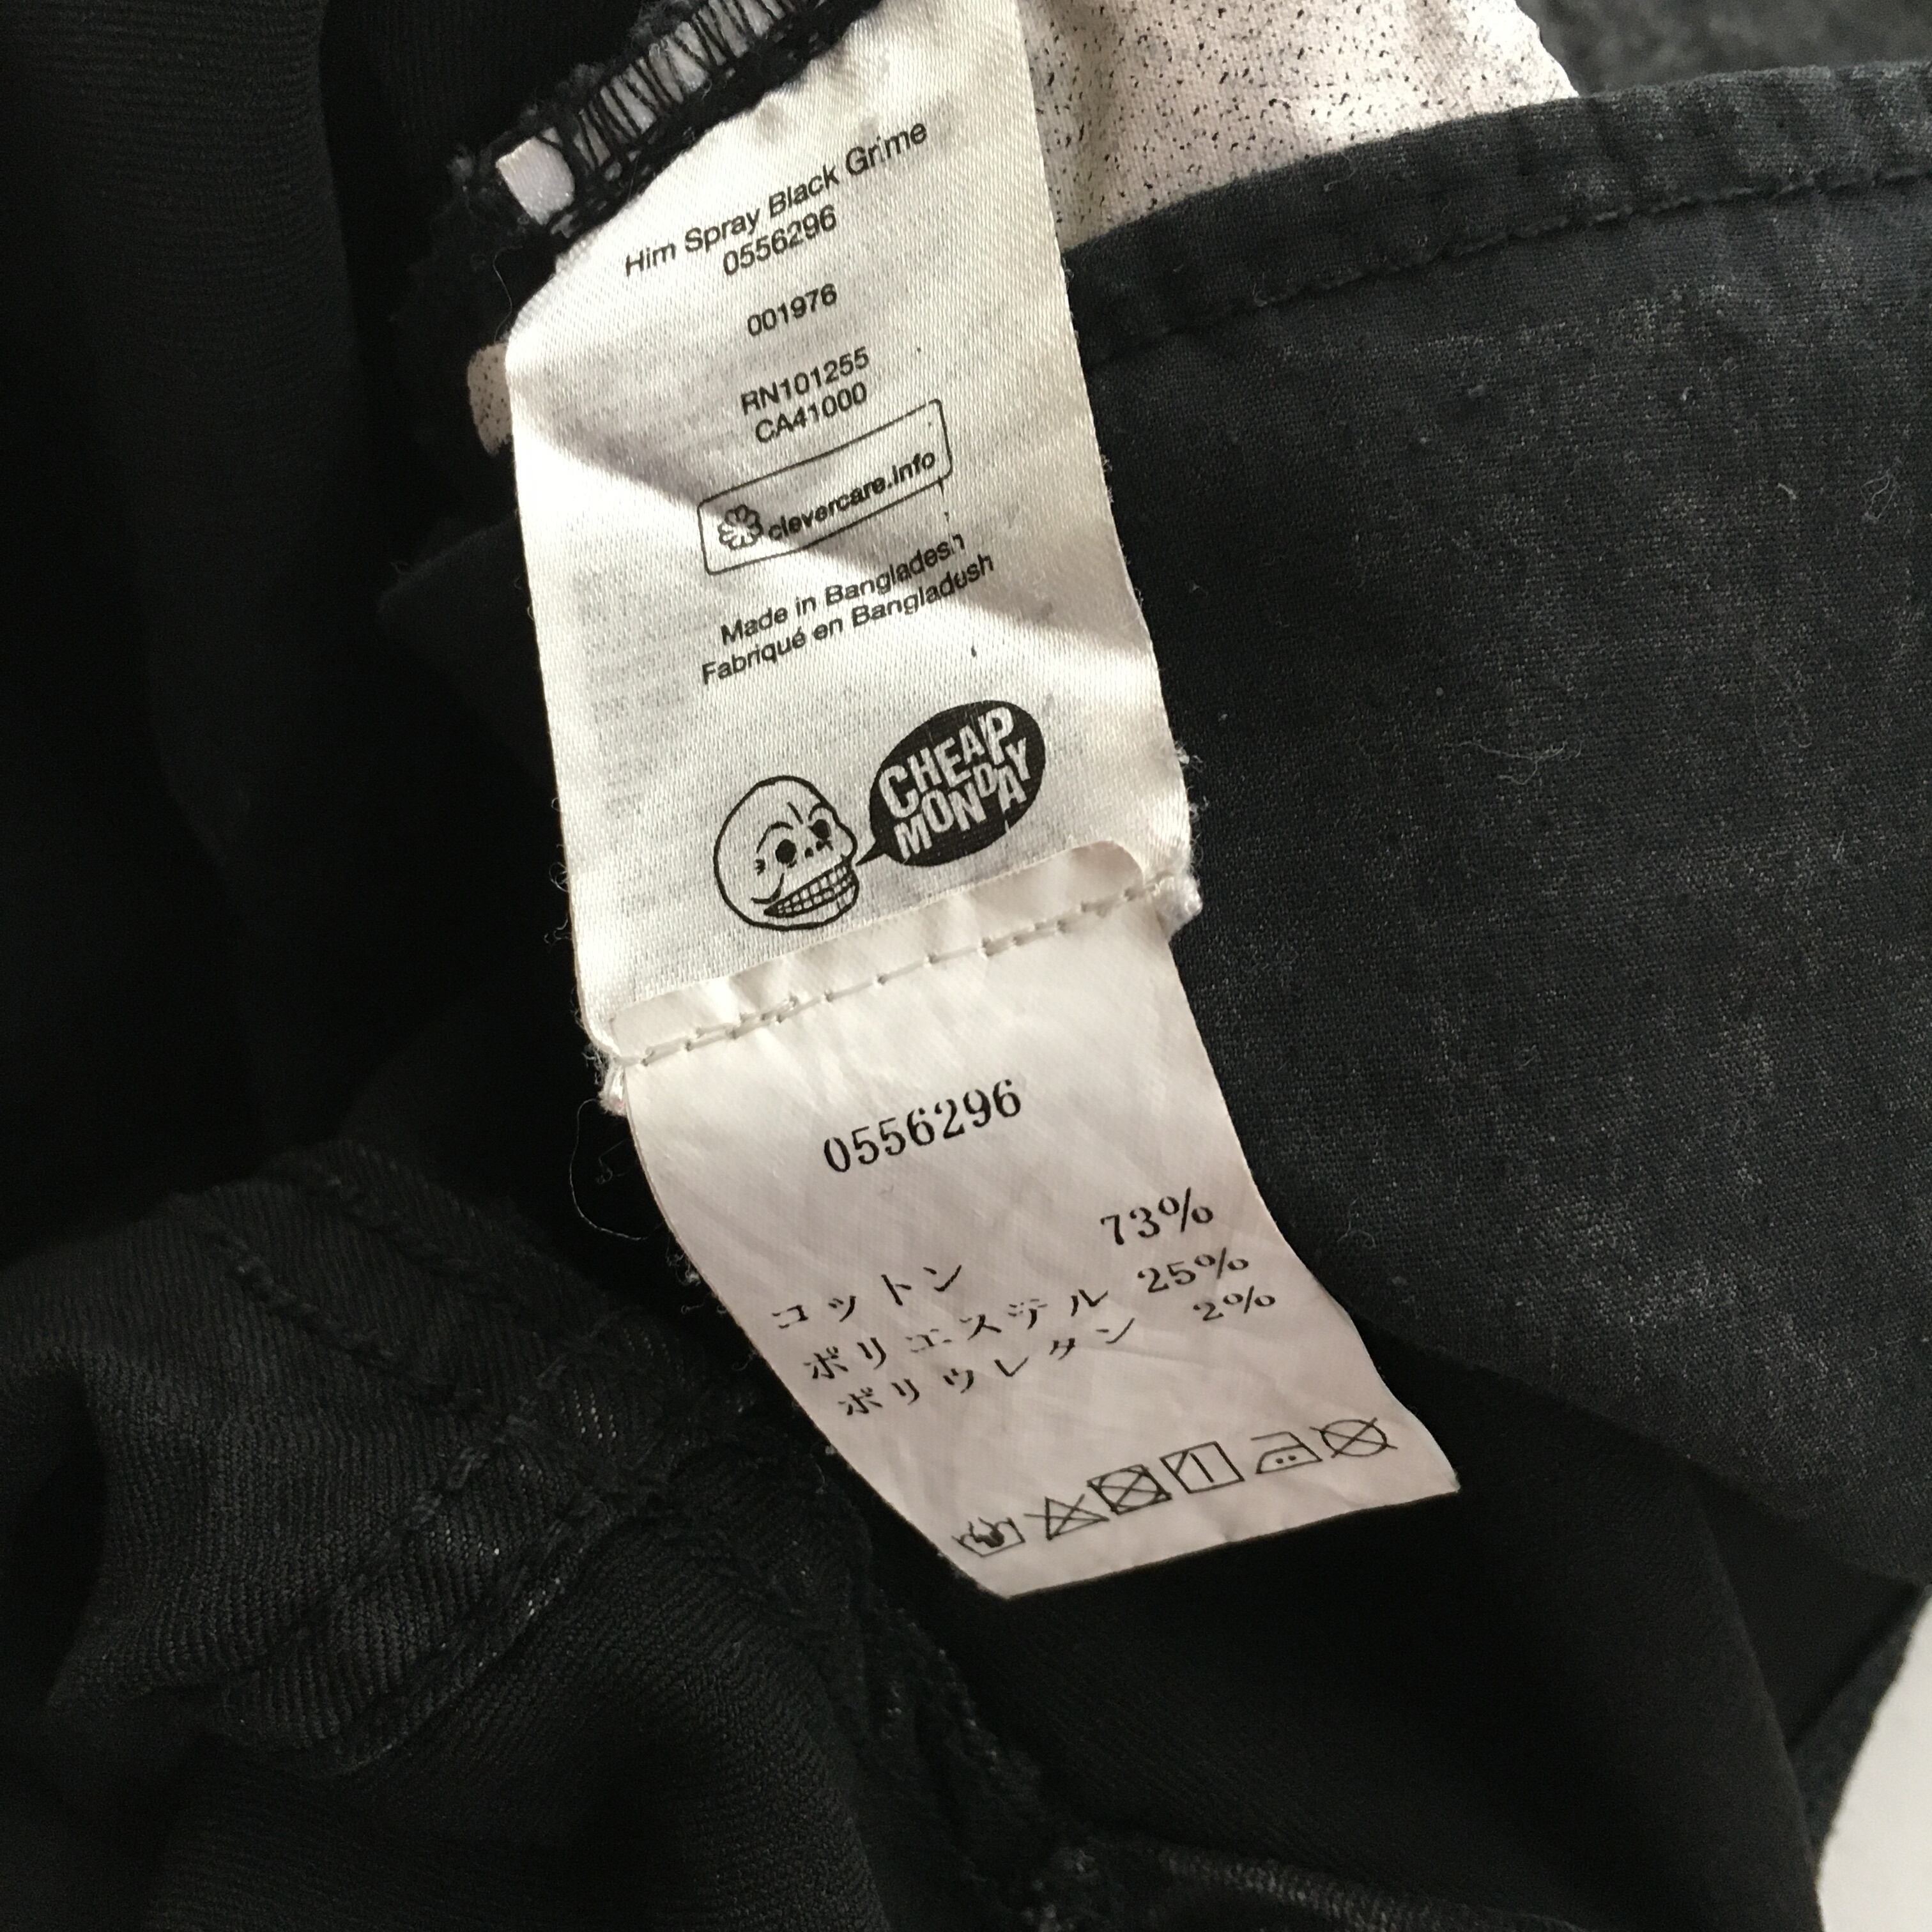 Him Spray Black Grime
0556296
001976
RN101255
CA41000
clevercare.info
Made in Bangladesh
Fabriqué en Bangladesh
CHEAP
MONDAY
0556296
コットン 73%
ポリエステル 25%
ポリウレタン 2%